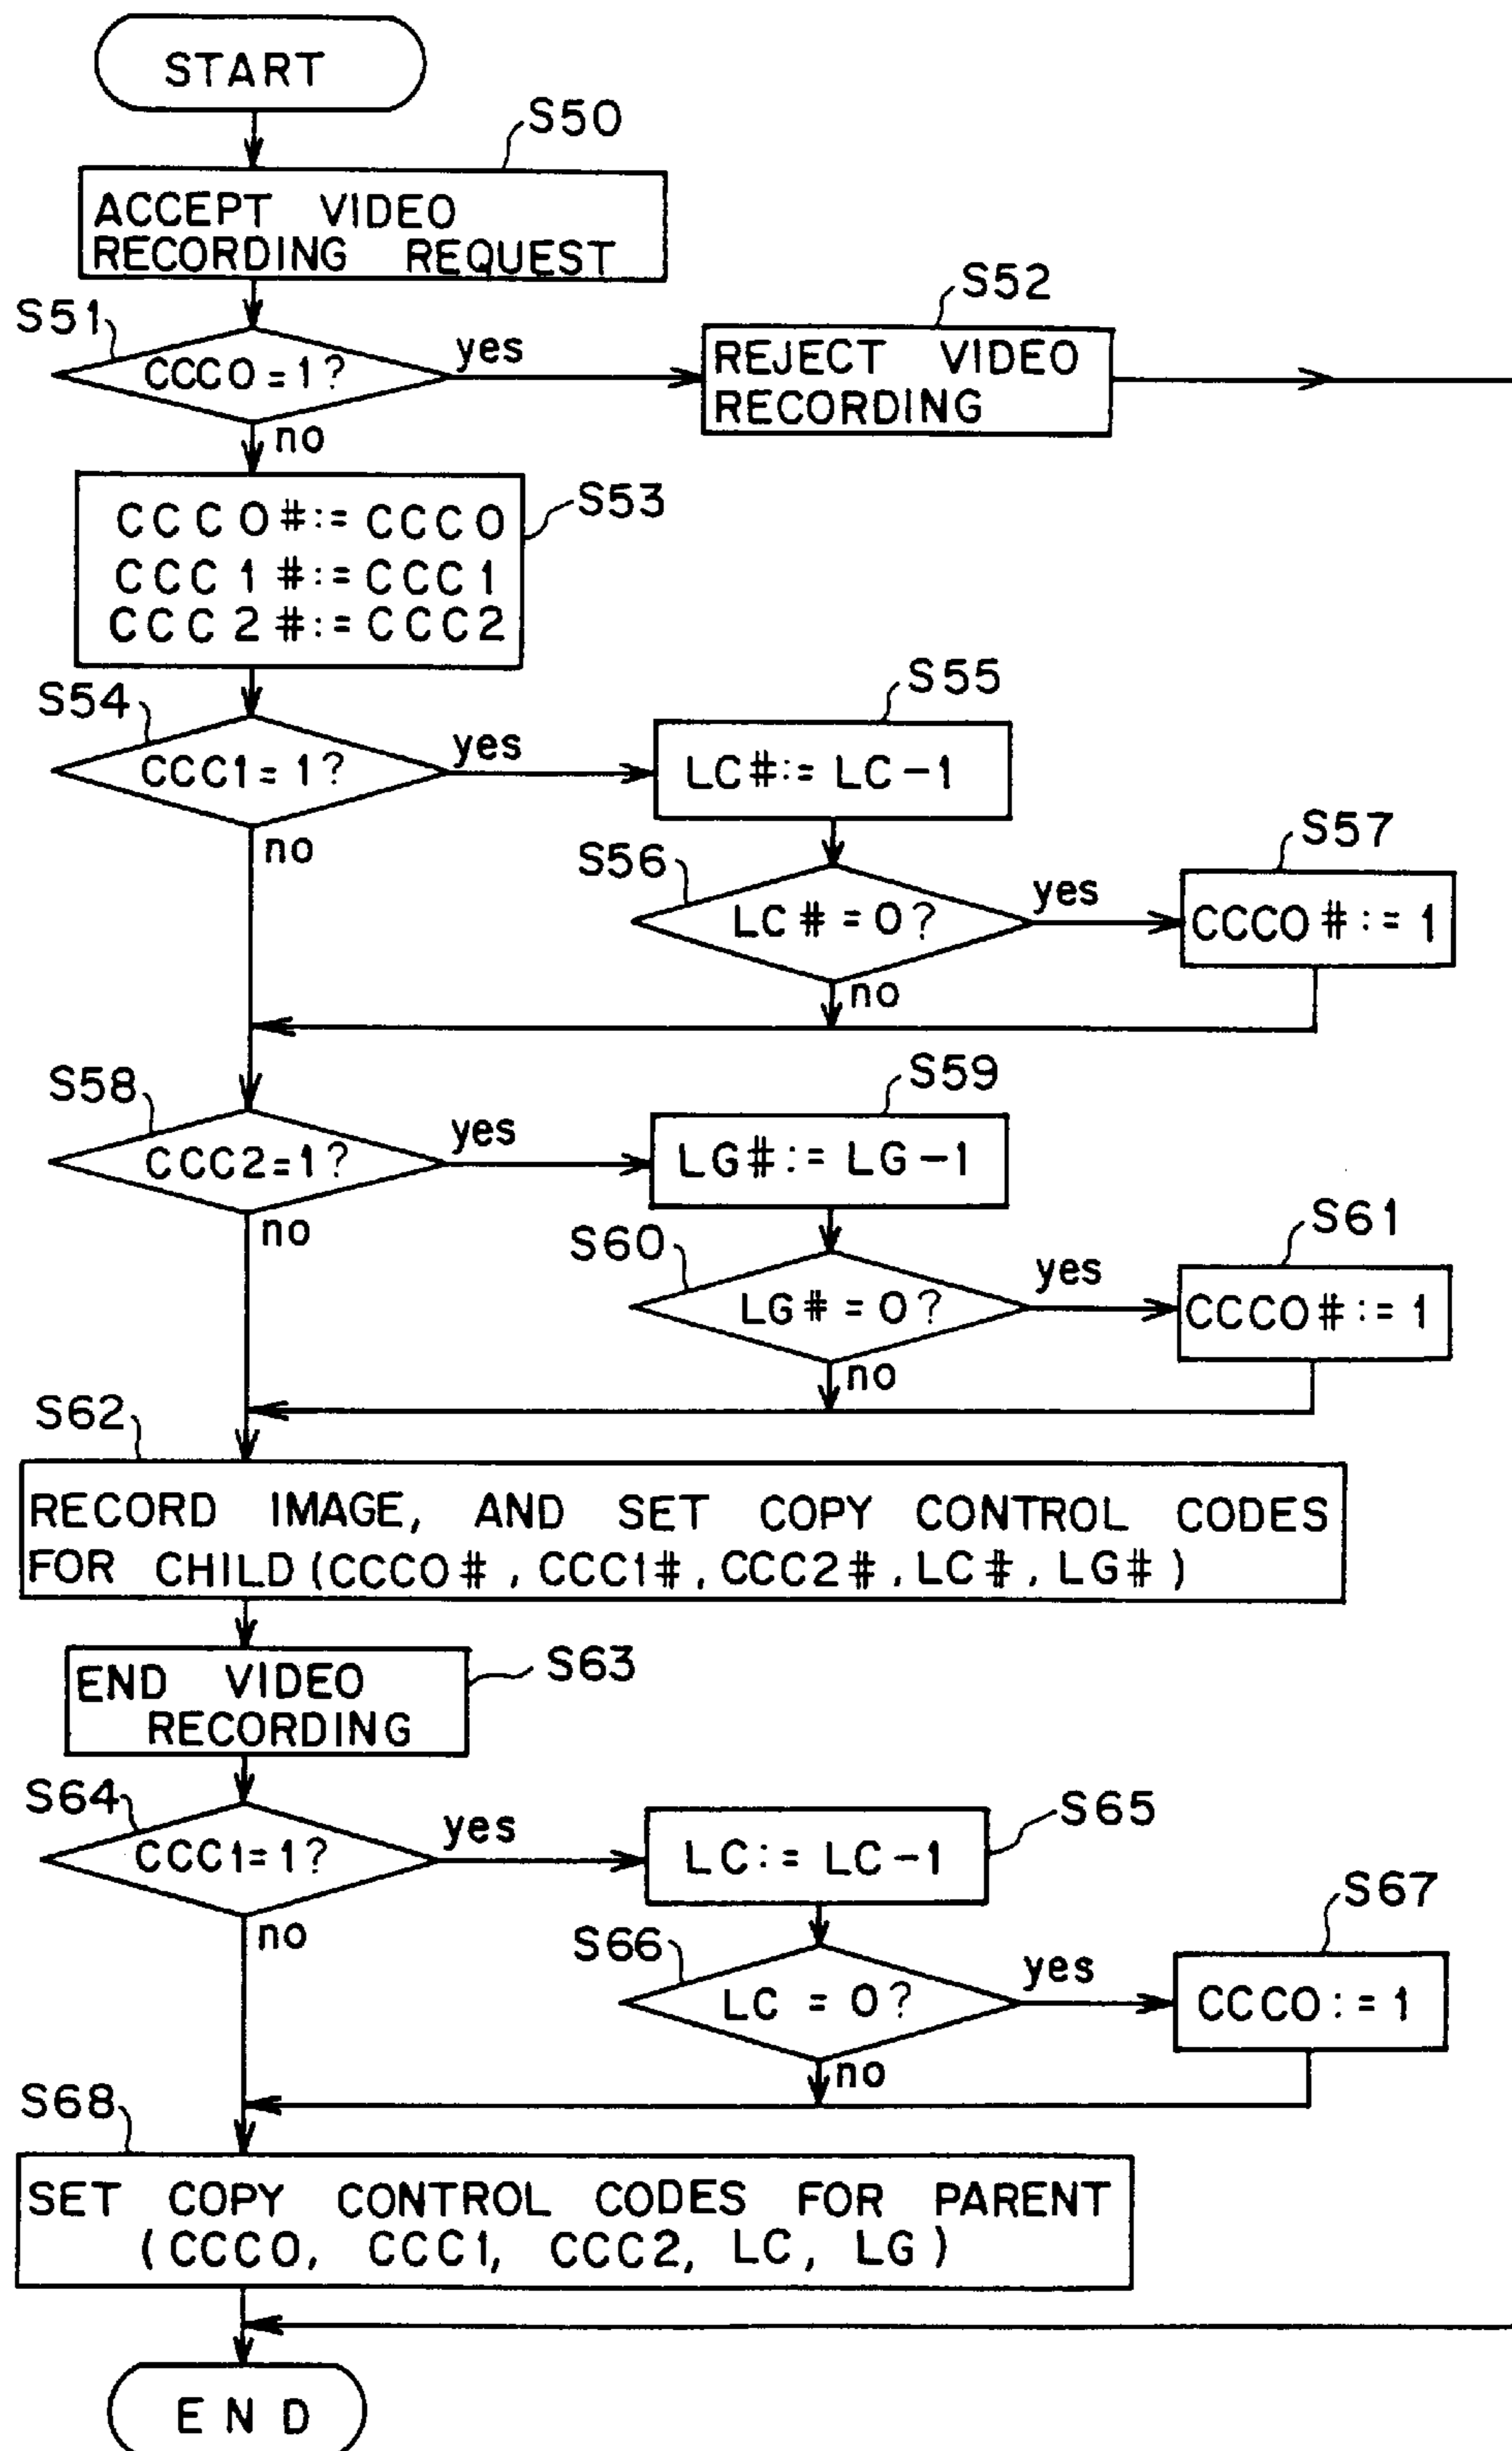 START
S50
ACCEPT VIDEO
RECORDING REQUEST
S51
CCC0=1?
yes
no
S52
REJECT VIDEO
RECORDING
S53
CCC0#:=CCC0
CCC1#:=CCC1
CCC2#:=CCC2
S54
CCC1=1?
yes
no
S55
LC#:=LC-1
S56
LC#=0?
yes
no
S57
CCC0#:=1
S58
CCC2=1?
yes
no
S59
LG#:=LG-1
S60
LG#=0?
yes
no
S61
CCC0#:=1
S62
RECORD IMAGE, AND SET COPY CONTROL CODES
FOR CHILD(CCC0#,CCC1#,CCC2#,LC#,LG#)
S63
END VIDEO
RECORDING
S64
CCC1=1?
yes
no
S65
LC:=LC-1
S66
LC=0?
yes
no
S67
CCC0:=1
S68
SET COPY CONTROL CODES FOR PARENT
(CCC0, CCC1, CCC2, LC, LG)
END